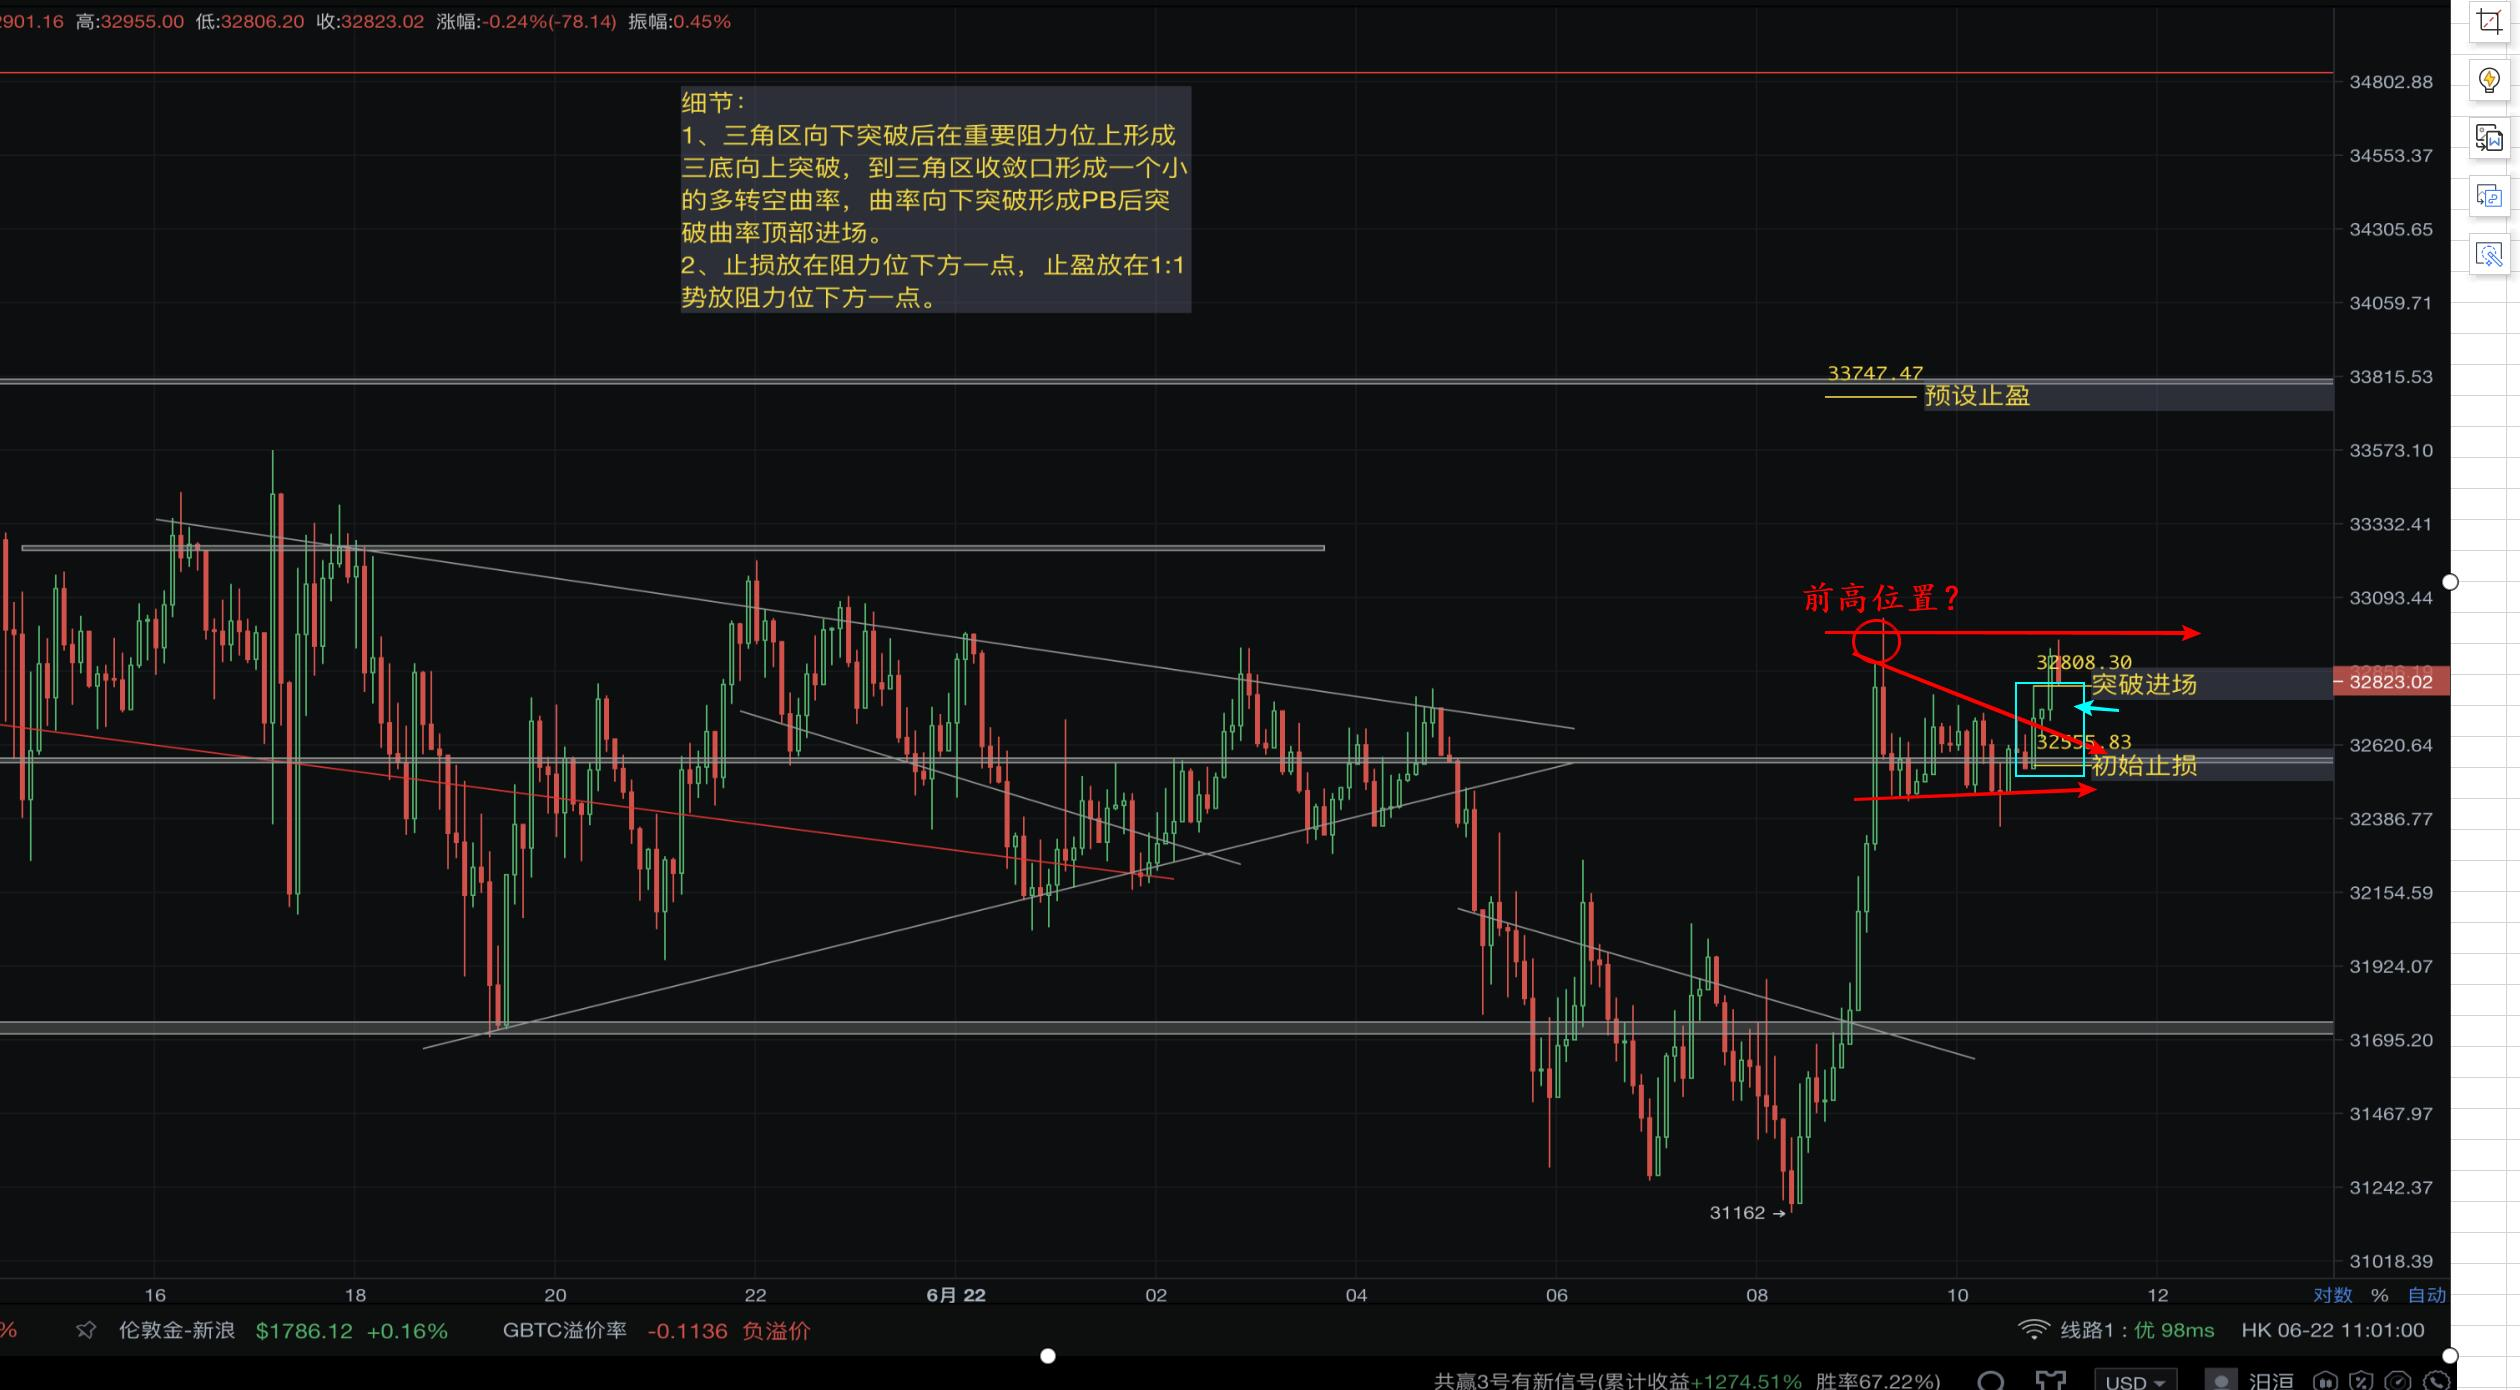 901.16 高:32955.00 低:32806.20 收:32823.02 涨幅:-0.24%(-78.14) 振幅:0.45%
34802.88
细节：
1、三角区向下突破后在重要阻力位上形成
三底向上突破，到三角区收敛口形成一个小
的多转空曲率，曲率向下突破形成PB后突
破曲率顶部进场。
2、止损放在阻力位下方一点，止盈放在1:1
势放阻力位下方一点。
34553.37
34305.65
34059.71
33747.47
预设止盈
33815.53
33573.10
33332.41
前高位置？
33093.44
32808.30
突破进场
32856.19
32823.02
32555.83
初始止损
32620.64
32386.77
32154.59
31924.07
31695.20
31467.97
31242.37
31162→
31018.39
16 18 20 22 6月 22 02 04 06 08 10 12 对数 % 自动
% 伦敦金-新浪 $1786.12 +0.16% GBTC溢价率 -0.1136 负溢价 线路1：优 98ms HK 06-22 11:01:00
共赢3号有新信号(累计收益+1274.51% 胜率67.22%) USD 汨洹